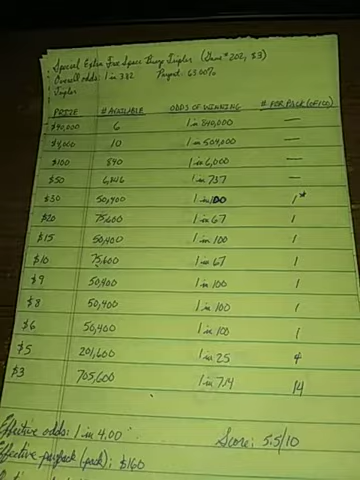 Special Extra Free Space Bingo Tripler (Game # 202, $3)
Overall odds: 1 in 3.82 Payout: 63.00%
Tripler
PRIZE # AVAILABLE ODDS OF WINNING # PER PACK (OF 100)
$40,000 6 1 in 840,000 —
$4,000 10 1 in 504,000 —
$100 840 1 in 6,000 —
$50 6,846 1 in 737 —
$30 50,400 1 in 100 1*
$20 75,600 1 in 67 1
$15 50,400 1 in 100 1
$10 75,600 1 in 67 1
$9 50,400 1 in 100 1
$8 50,400 1 in 100 1
$6 50,400 1 in 100 1
$5 201,600 1 in 25 4
$3 705,600 1 in 7.14 14
Effective odds: 1 in 4.00 Score: 5.5/10
Effective payback (pack): $160